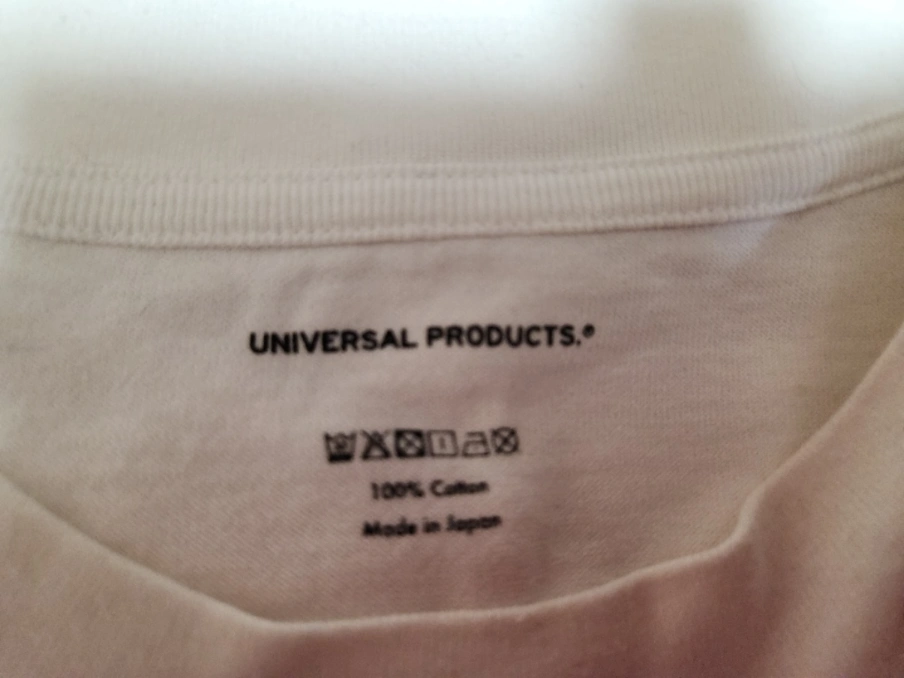 UNIVERSAL PRODUCTS.®
100% Cotton
Made in Japan